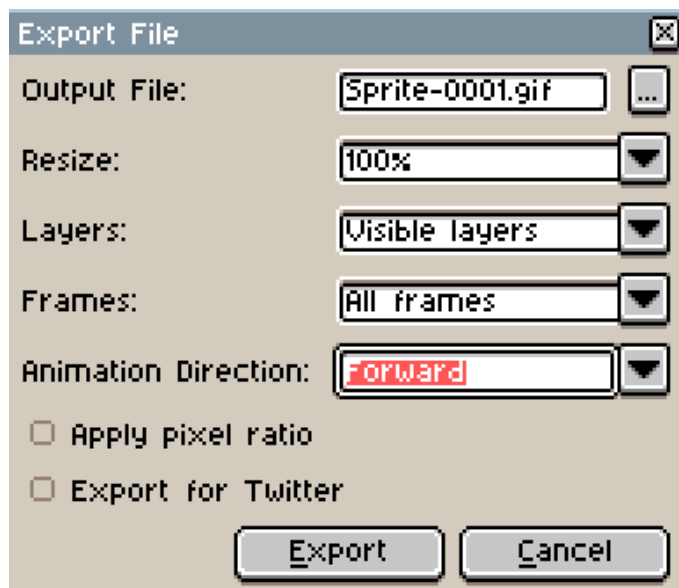 Export File
Output File: Sprite-0001.gif ...
Resize: 100%
Layers: Visible layers
Frames: All frames
Animation Direction: Forward
Apply pixel ratio
Export for Twitter
Export Cancel